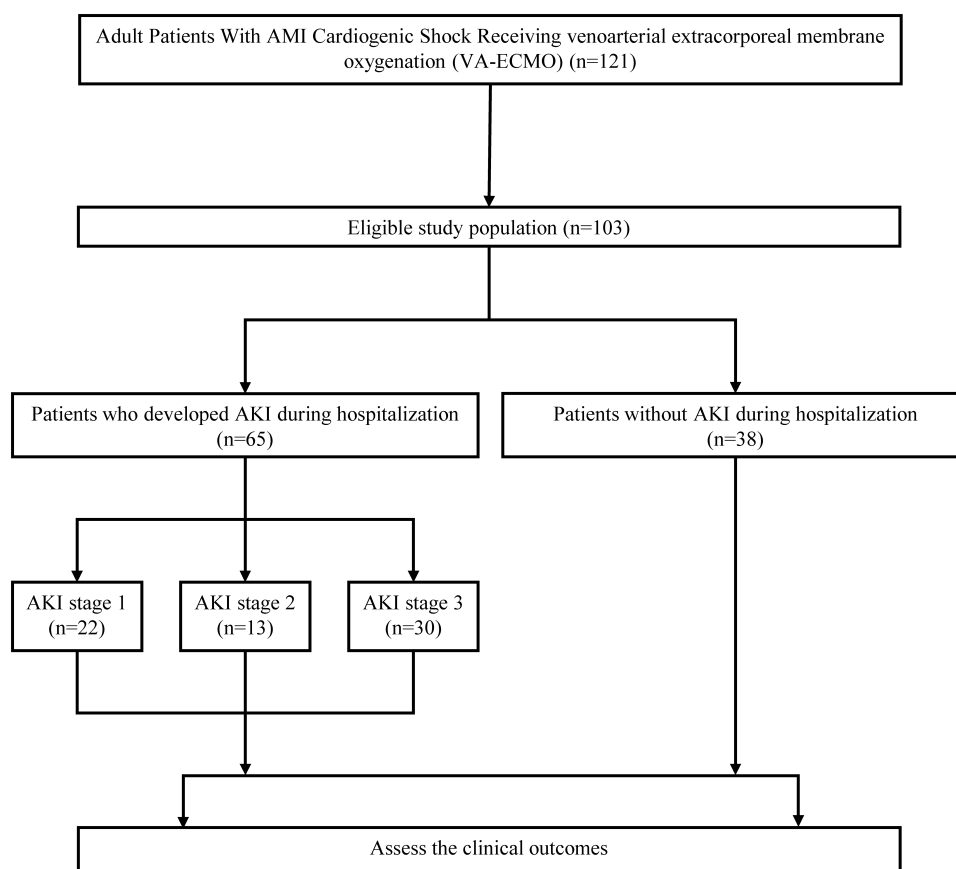 Adult Patients With AMI Cardiogenic Shock Receiving venoarterial extracorporeal membrane
oxygenation (VA-ECMO) (n=121)
Eligible study population (n=103)
Patients who developed AKI during hospitalization
(n=65)
Patients without AKI during hospitalization
(n=38)
AKI stage 1
(n=22)
AKI stage 2
(n=13)
AKI stage 3
(n=30)
Assess the clinical outcomes